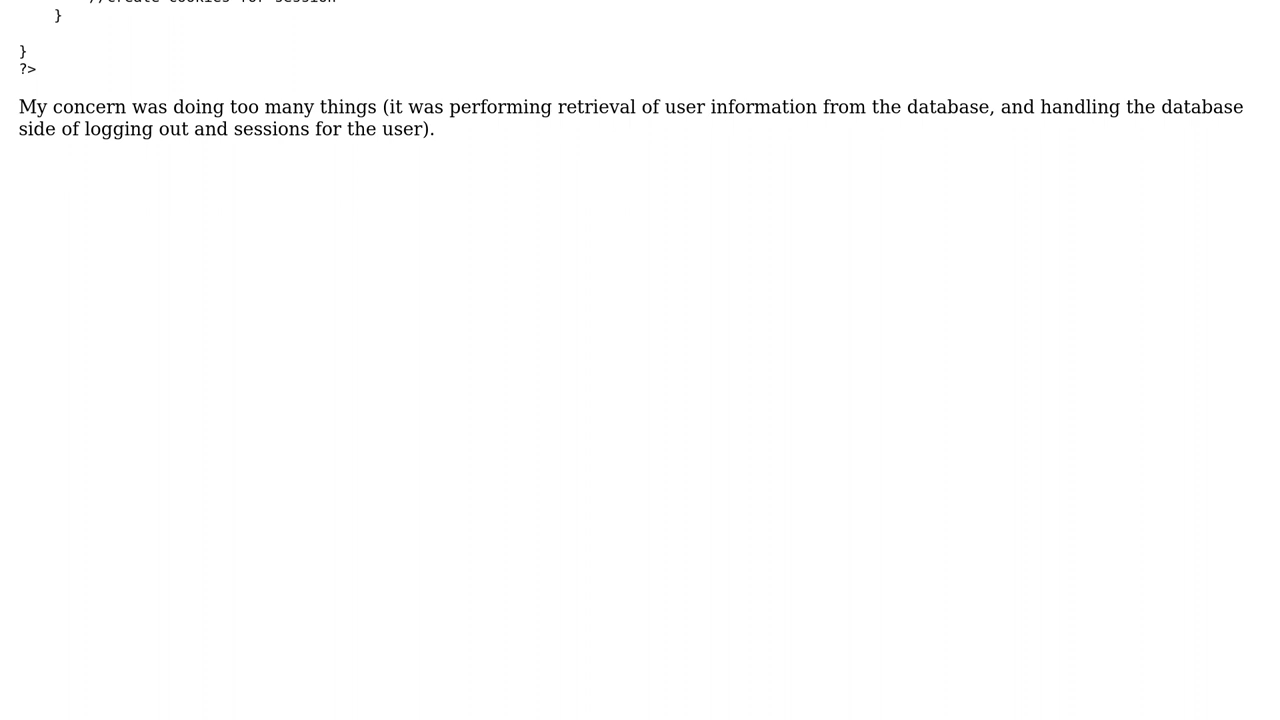 }
}
?>
My concern was doing too many things (it was performing retrieval of user information from the database, and handling the database
side of logging out and sessions for the user).